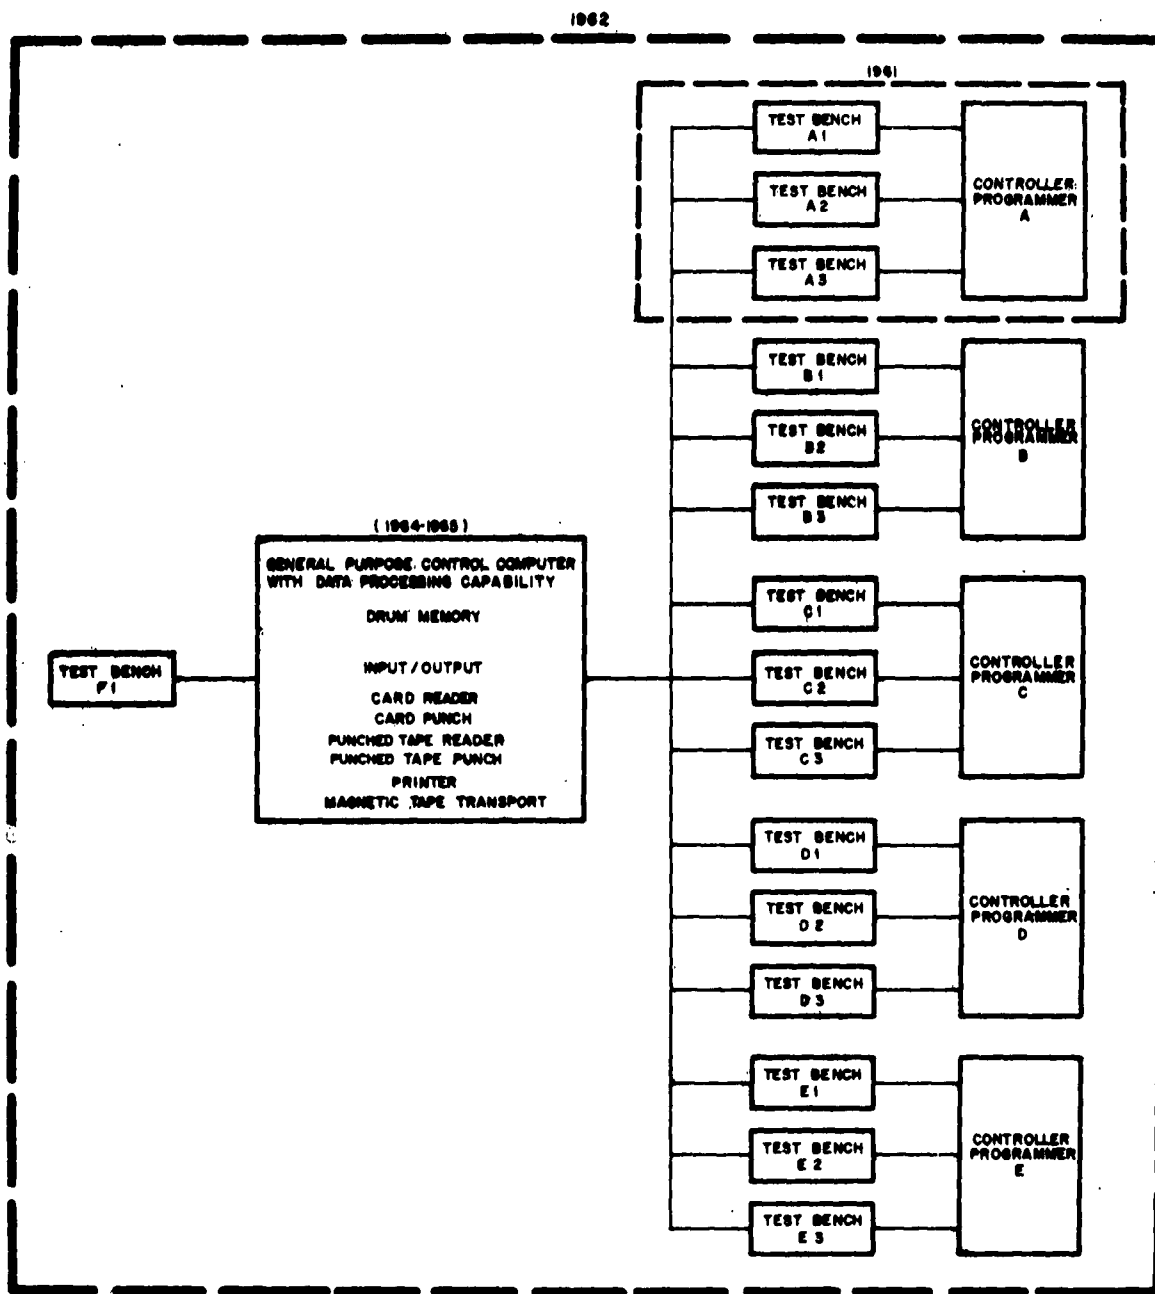 1962
1961
TEST BENCH
A1
TEST BENCH
A2
TEST BENCH
A3
CONTROLLER
PROGRAMMER
A
TEST BENCH
B1
TEST BENCH
B2
TEST BENCH
B3
CONTROLLER
PROGRAMMER
B
(1964-1965)
GENERAL PURPOSE CONTROL COMPUTER
WITH DATA PROCESSING CAPABILITY
DRUM MEMORY
INPUT/OUTPUT
CARD READER
CARD PUNCH
PUNCHED TAPE READER
PUNCHED TAPE PUNCH
PRINTER
MAGNETIC TAPE TRANSPORT
TEST BENCH
F1
TEST BENCH
C1
TEST BENCH
C2
TEST BENCH
C3
CONTROLLER
PROGRAMMER
C
TEST BENCH
D1
TEST BENCH
D2
TEST BENCH
D3
CONTROLLER
PROGRAMMER
D
TEST BENCH
E1
TEST BENCH
E2
TEST BENCH
E3
CONTROLLER
PROGRAMMER
E